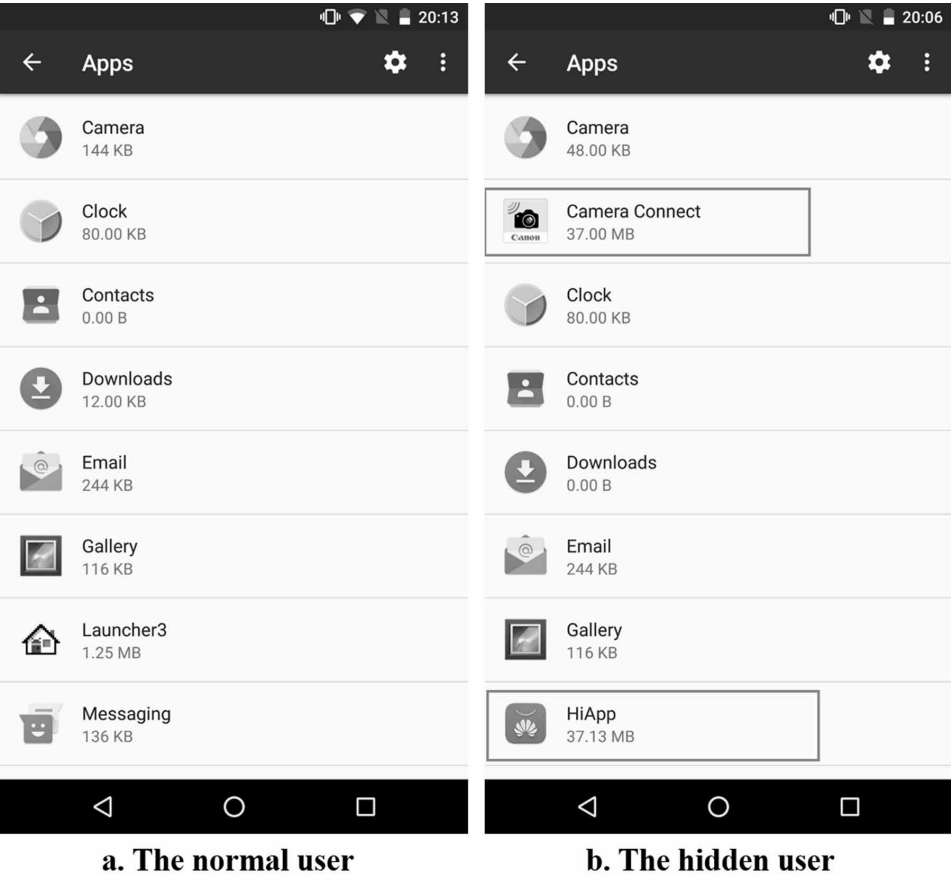 20:13
Apps
Camera
144 KB
Clock
80.00 KB
Contacts
0.00 B
Downloads
12.00 KB
@
Email
244 KB
Gallery
116 KB
Launcher3
1.25 MB
Messaging
136 KB
a. The normal user
20:06
Apps
Camera
48.00 KB
Canon
Camera Connect
37.00 MB
Clock
80.00 KB
Contacts
0.00 B
Downloads
0.00 B
@
Email
244 KB
Gallery
116 KB
HiApp
37.13 MB
b. The hidden user